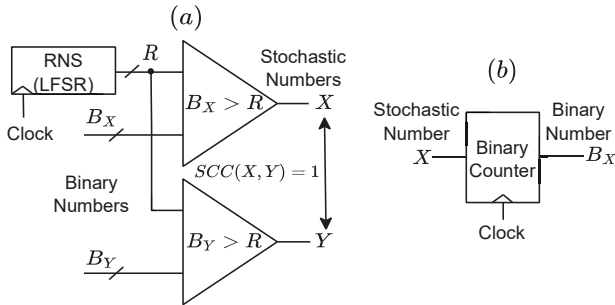 (a)
RNS
(LFSR)
R
Clock
B_X
B_X > R
Stochastic
Numbers
X
SCC(X, Y) = 1
Binary
Numbers
B_Y > R
Y
B_Y
(b)
Stochastic
Number
X
Binary
Counter
Binary
Number
B_X
Clock